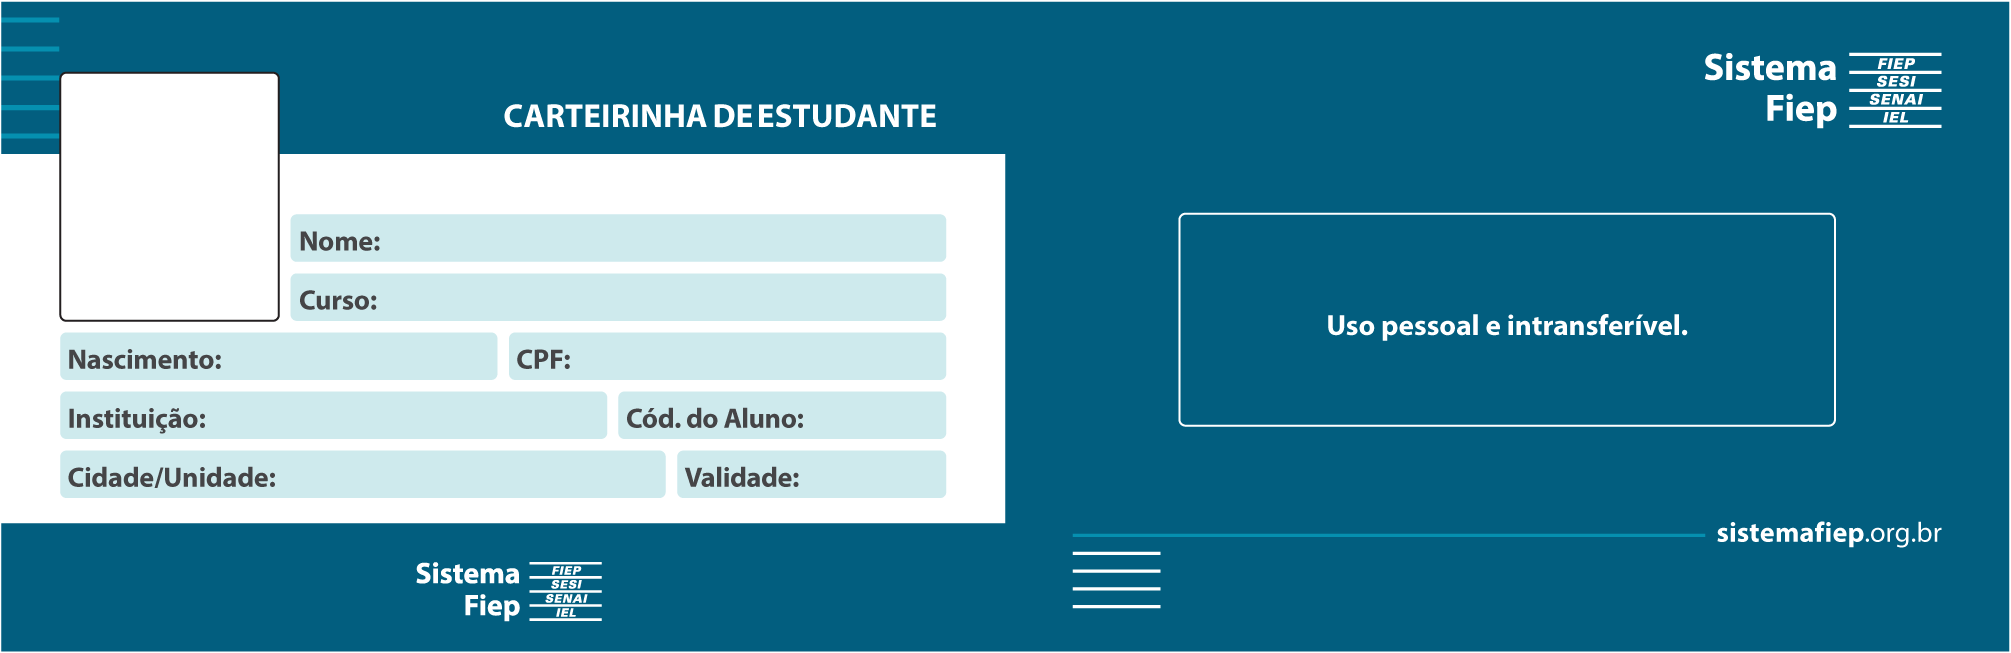 CARTEIRINHA DE ESTUDANTE
Nome:
Curso:
Nascimento:
CPF:
Instituição:
Cód. do Aluno:
Cidade/Unidade:
Validade:
Sistema
Fiep
FIEP
SESI
SENAI
IEL
Sistema
Fiep
FIEP
SESI
SENAI
IEL
Uso pessoal e intransferível.
sistemafiep.org.br